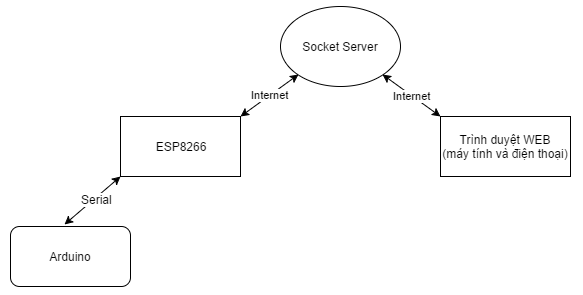 Socket Server
Internet
Internet
ESP8266
Trình duyệt WEB
(máy tính và điện thoại)
Serial
Arduino